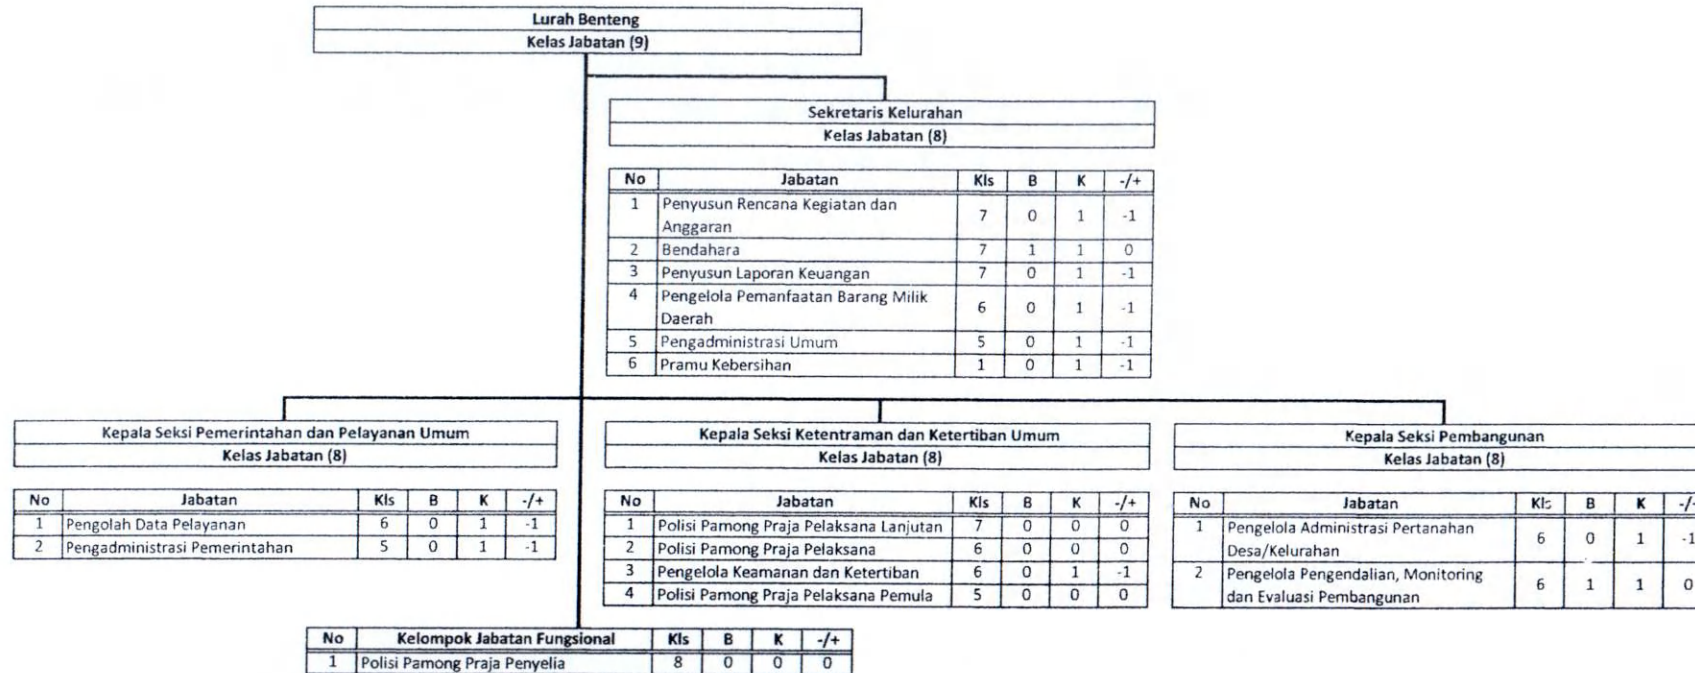 Lurah Benteng
Kelas Jabatan (9)
Sekretaris Kelurahan
Kelas Jabatan (8)
No Jabatan Kls B K -/+
1 Penyusun Rencana Kegiatan dan
Anggaran 7 0 1 -1
2 Bendahara 7 1 1 0
3 Penyusun Laporan Keuangan 7 0 1 -1
4 Pengelola Pemanfaatan Barang Milik
Daerah 6 0 1 -1
5 Pengadministrasi Umum 5 0 1 -1
6 Pramu Kebersihan 1 0 1 -1
Kepala Seksi Pemerintahan dan Pelayanan Umum
Kelas Jabatan (8)
No Jabatan Kls B K -/+
1 Pengolah Data Pelayanan 6 0 1 -1
2 Pengadministrasi Pemerintahan 5 0 1 -1
Kepala Seksi Ketentraman dan Ketertiban Umum
Kelas Jabatan (8)
No Jabatan Kls B K -/+
1 Polisi Pamong Praja Pelaksana Lanjutan 7 0 0 0
2 Polisi Pamong Praja Pelaksana 6 0 0 0
3 Pengelola Keamanan dan Ketertiban 6 0 1 -1
4 Polisi Pamong Praja Pelaksana Pemula 5 0 0 0
Kepala Seksi Pembangunan
Kelas Jabatan (8)
No Jabatan Kls B K
1 Pengelola Administrasi Pertanahan
Desa/Kelurahan 6 0 1 -1
2 Pengelola Pengendalian, Monitoring
dan Evaluasi Pembangunan 6 1 1 0
No Kelompok Jabatan Fungsional Kls B K -/+
1 Polisi Pamong Praja Penyelia 8 0 0 0